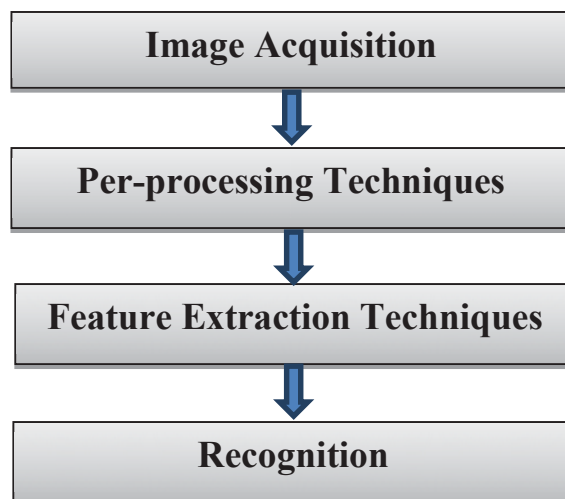 Image Acquisition
Per-processing Techniques
Feature Extraction Techniques
Recognition